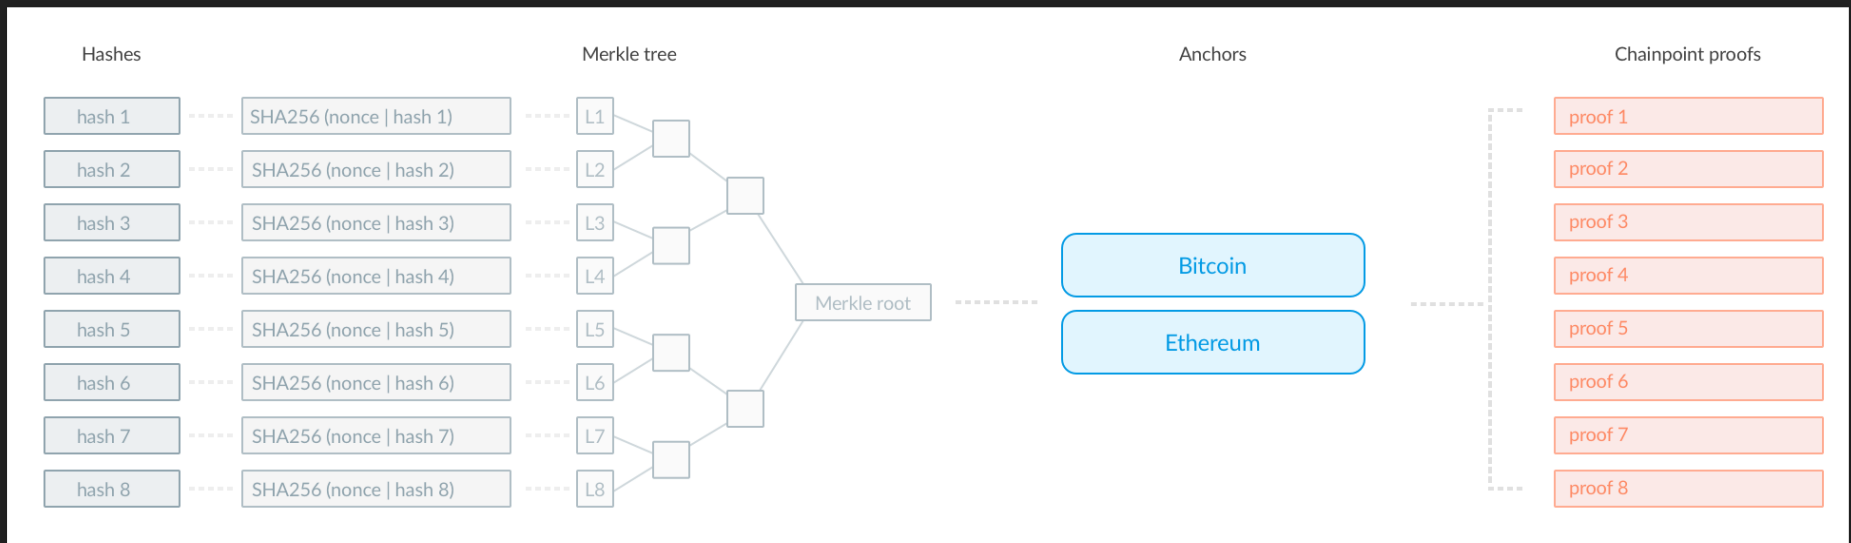 Hashes
Merkle tree
Anchors
Chainpoint proofs
hash 1
SHA256 (nonce | hash 1)
L1
proof 1
hash 2
SHA256 (nonce | hash 2)
L2
proof 2
hash 3
SHA256 (nonce | hash 3)
L3
proof 3
hash 4
SHA256 (nonce | hash 4)
L4
proof 4
Bitcoin
Merkle root
hash 5
SHA256 (nonce | hash 5)
L5
proof 5
Ethereum
hash 6
SHA256 (nonce | hash 6)
L6
proof 6
hash 7
SHA256 (nonce | hash 7)
L7
proof 7
hash 8
SHA256 (nonce | hash 8)
L8
proof 8